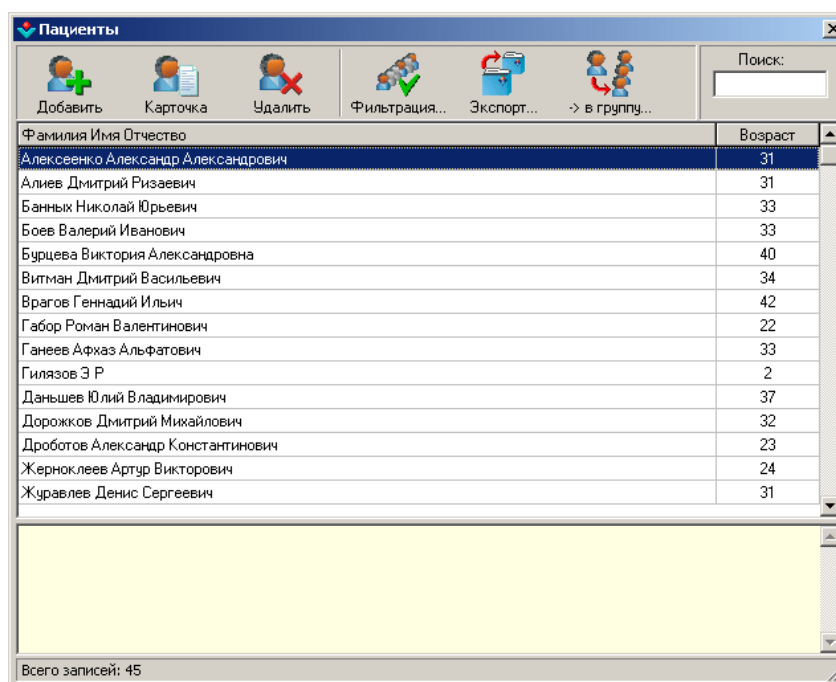 Пациенты
Поиск:
Добавить Карточка Удалить Фильтрация... Экспорт... -> в группу...
Фамилия Имя Отчество Возраст
Алексеенко Александр Александрович 31
Алиев Дмитрий Ризаевич 31
Банных Николай Юрьевич 33
Боев Валерий Иванович 33
Бурцева Виктория Александровна 40
Витман Дмитрий Васильевич 34
Врагов Геннадий Ильич 42
Габор Роман Валентинович 22
Ганеев Афхаз Альфатович 33
Гилязов Э Р 2
Даньшев Юлий Владимирович 37
Дорожков Дмитрий Михайлович 32
Дроботов Александр Константинович 23
Жерноклеев Артур Викторович 24
Журавлев Денис Сергеевич 31
Всего записей: 45